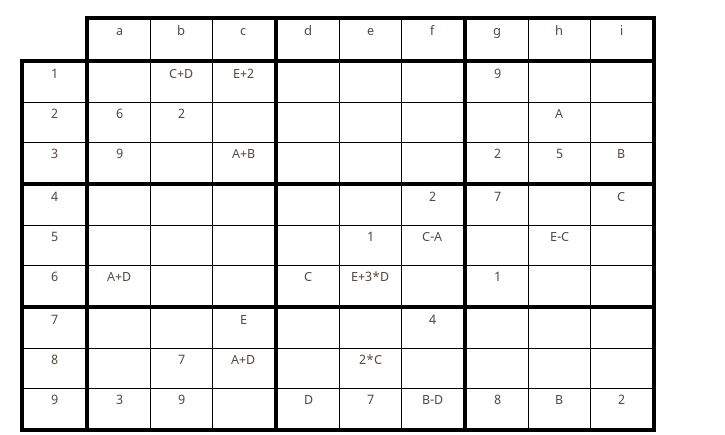 a b c d e f g h i
1 C+D E+2 9
2 6 2 A
3 9 A+B 2 5 B
4 2 7 C
5 1 C-A E-C
6 A+D C E+3*D 1
7 E 4
8 7 A+D 2*C
9 3 9 D 7 B-D 8 B 2